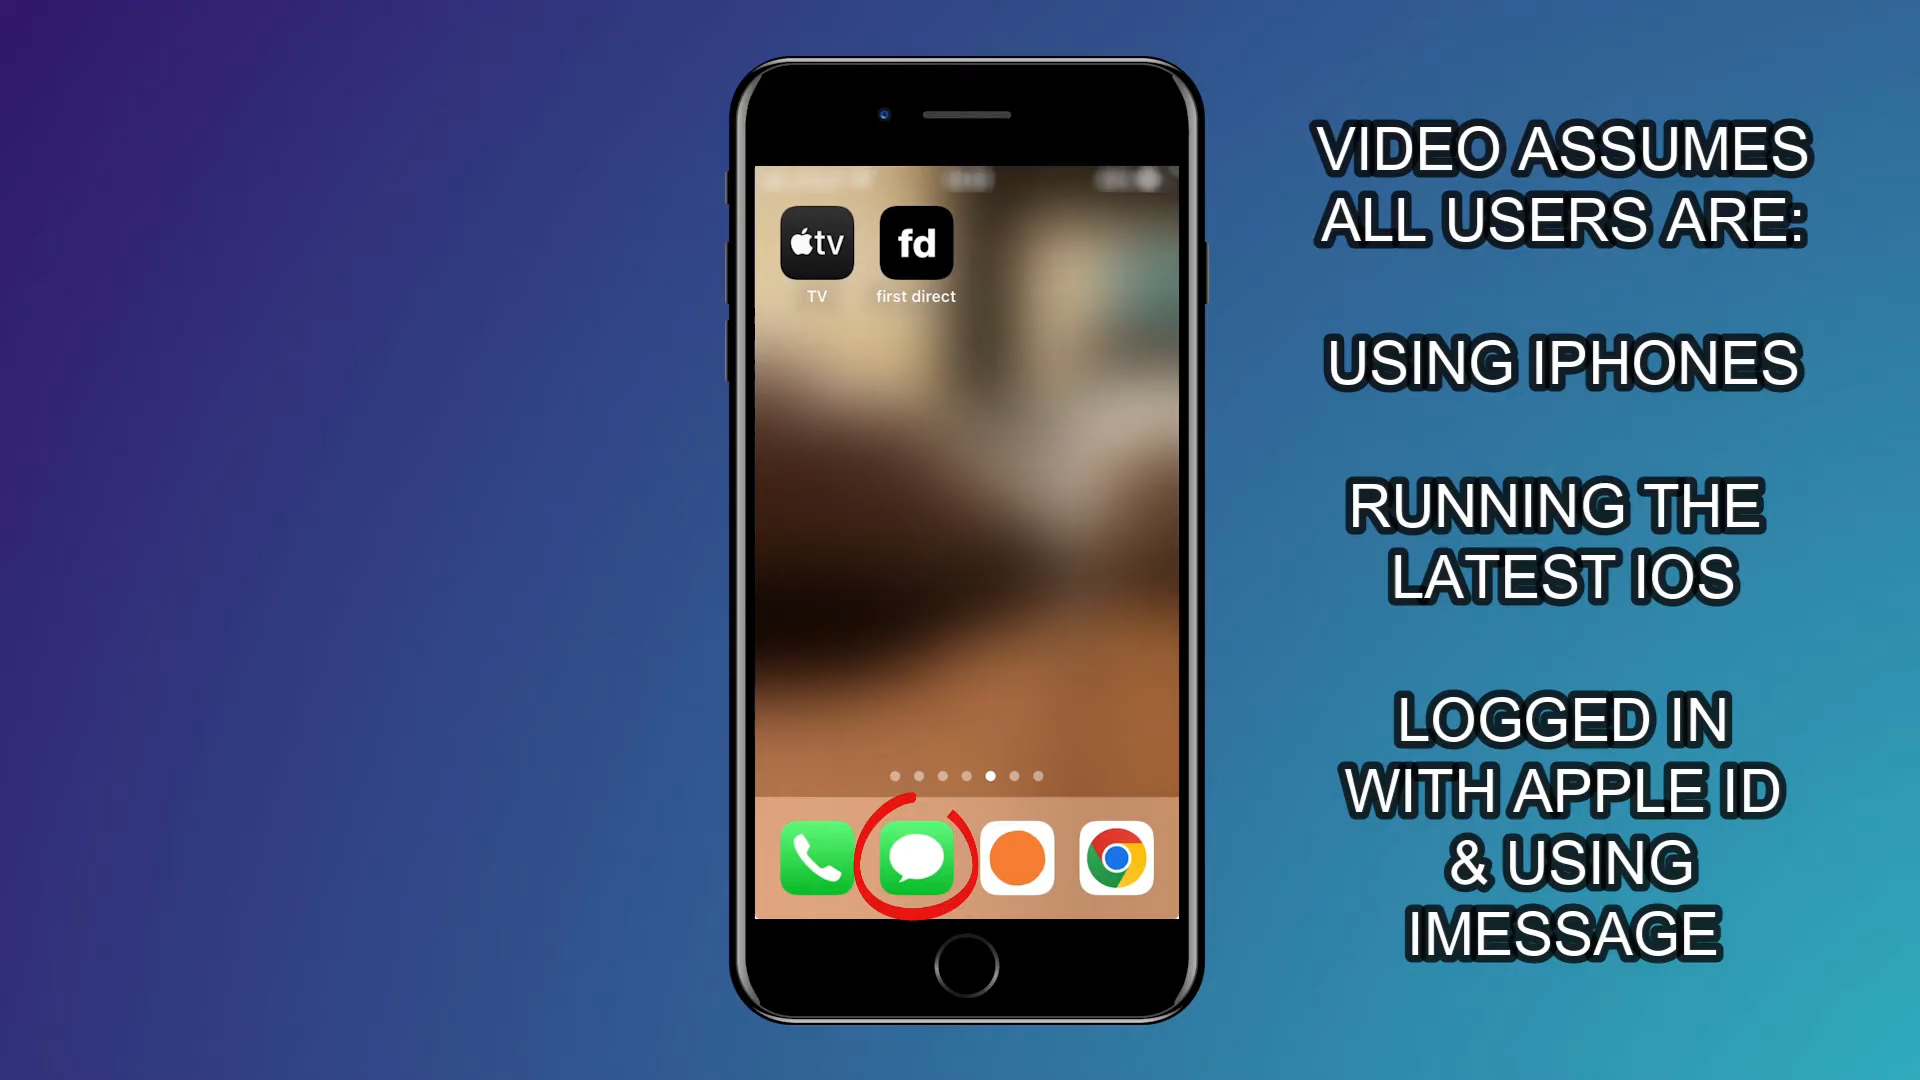 tv
fd
TV
first direct
VIDEO ASSUMES
ALL USERS ARE:
USING IPHONES
RUNNING THE
LATEST IOS
LOGGED IN
WITH APPLE ID
& USING
IMESSAGE